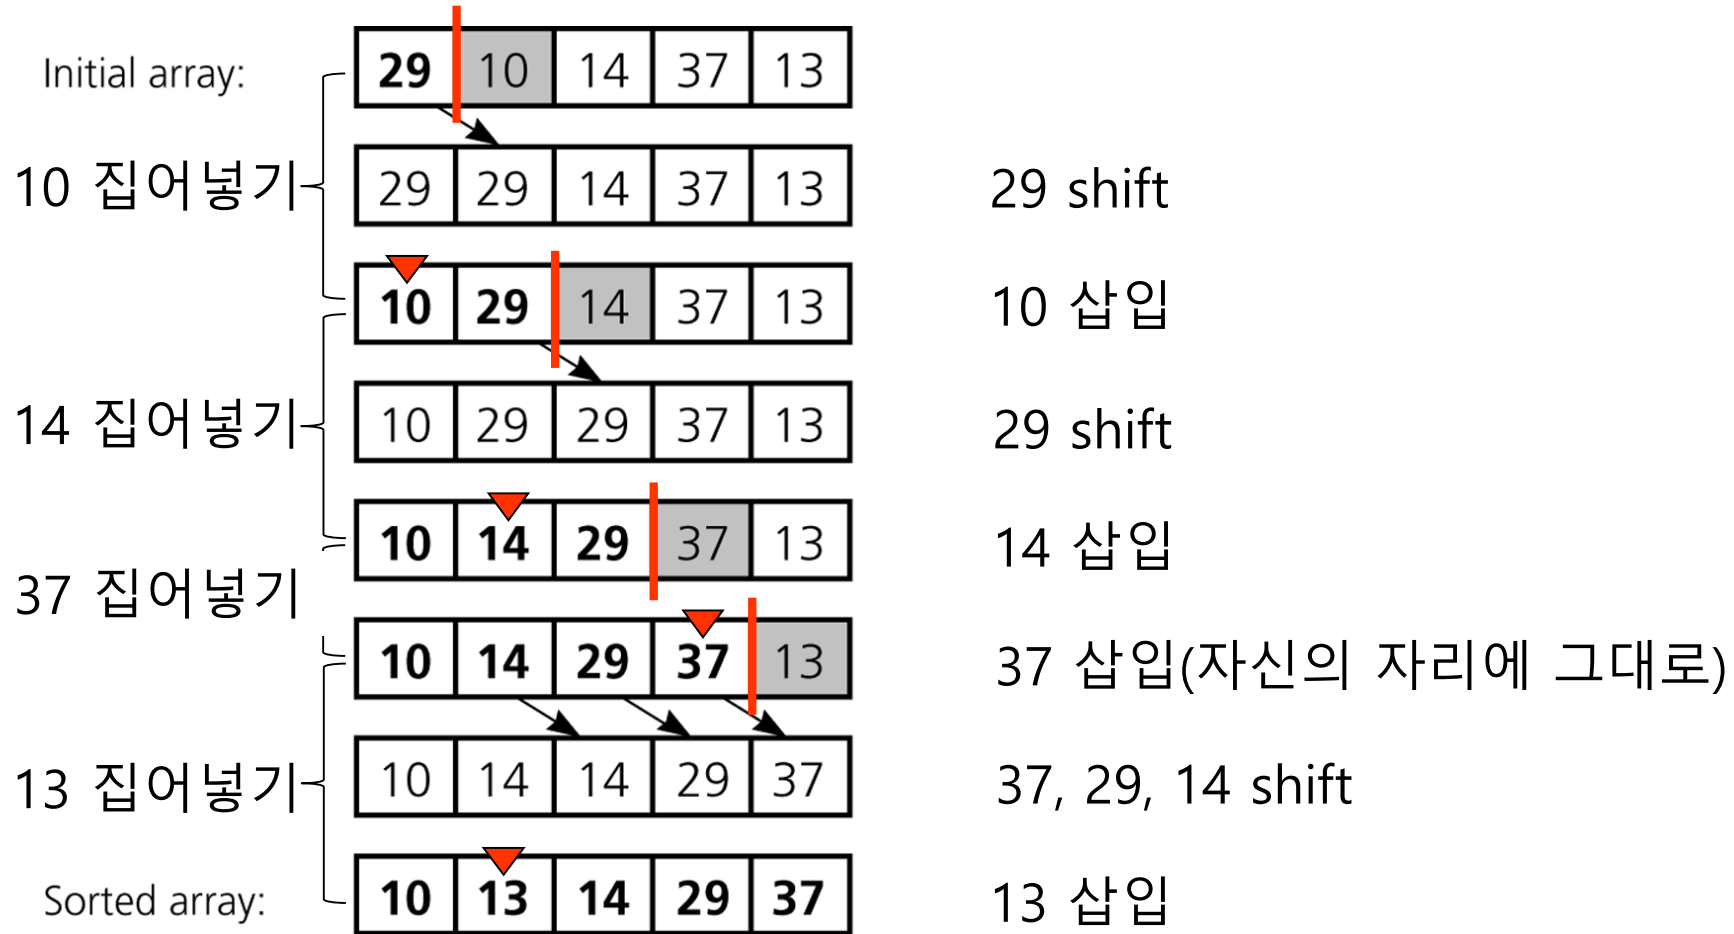 Initial array: 29 10 14 37 13
10 집어넣기 29 29 14 37 13 29 shift
10 29 14 37 13 10 삽입
14 집어넣기 10 29 29 37 13 29 shift
10 14 29 37 13 14 삽입
37 집어넣기
10 14 29 37 13 37 삽입(자신의 자리에 그대로)
13 집어넣기 10 14 14 29 37 37, 29, 14 shift
Sorted array: 10 13 14 29 37 13 삽입